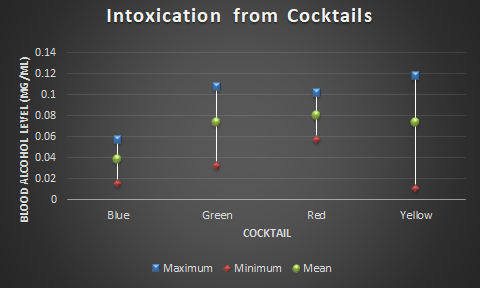 Intoxication from Cocktails
BLOOD ALCOHOL LEVEL (MG/ML)
0.14
0.12
0.1
0.08
0.06
0.04
0.02
0
Blue Green Red Yellow
COCKTAIL
Maximum Minimum Mean